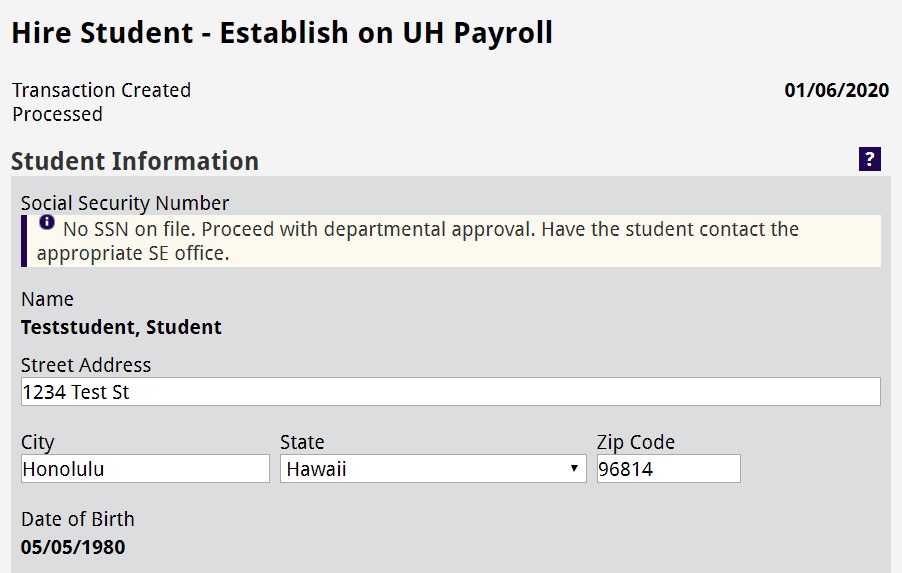 Hire Student - Establish on UH Payroll
Transaction Created 01/06/2020
Processed
Student Information ?
Social Security Number
i No SSN on file. Proceed with departmental approval. Have the student contact the
appropriate SE office.
Name
Teststudent, Student
Street Address
1234 Test St
City State Zip Code
Honolulu Hawaii 96814
Date of Birth
05/05/1980